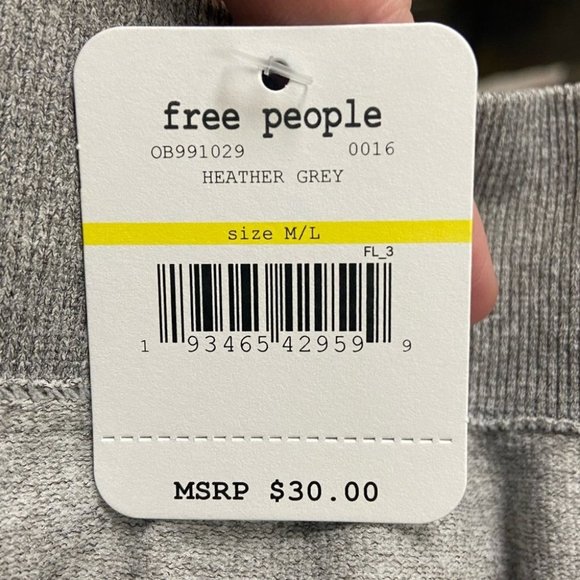 free people
OB991029 0016
HEATHER GREY
size M/L
FL_3
1 93465 42959 9
MSRP $30.00